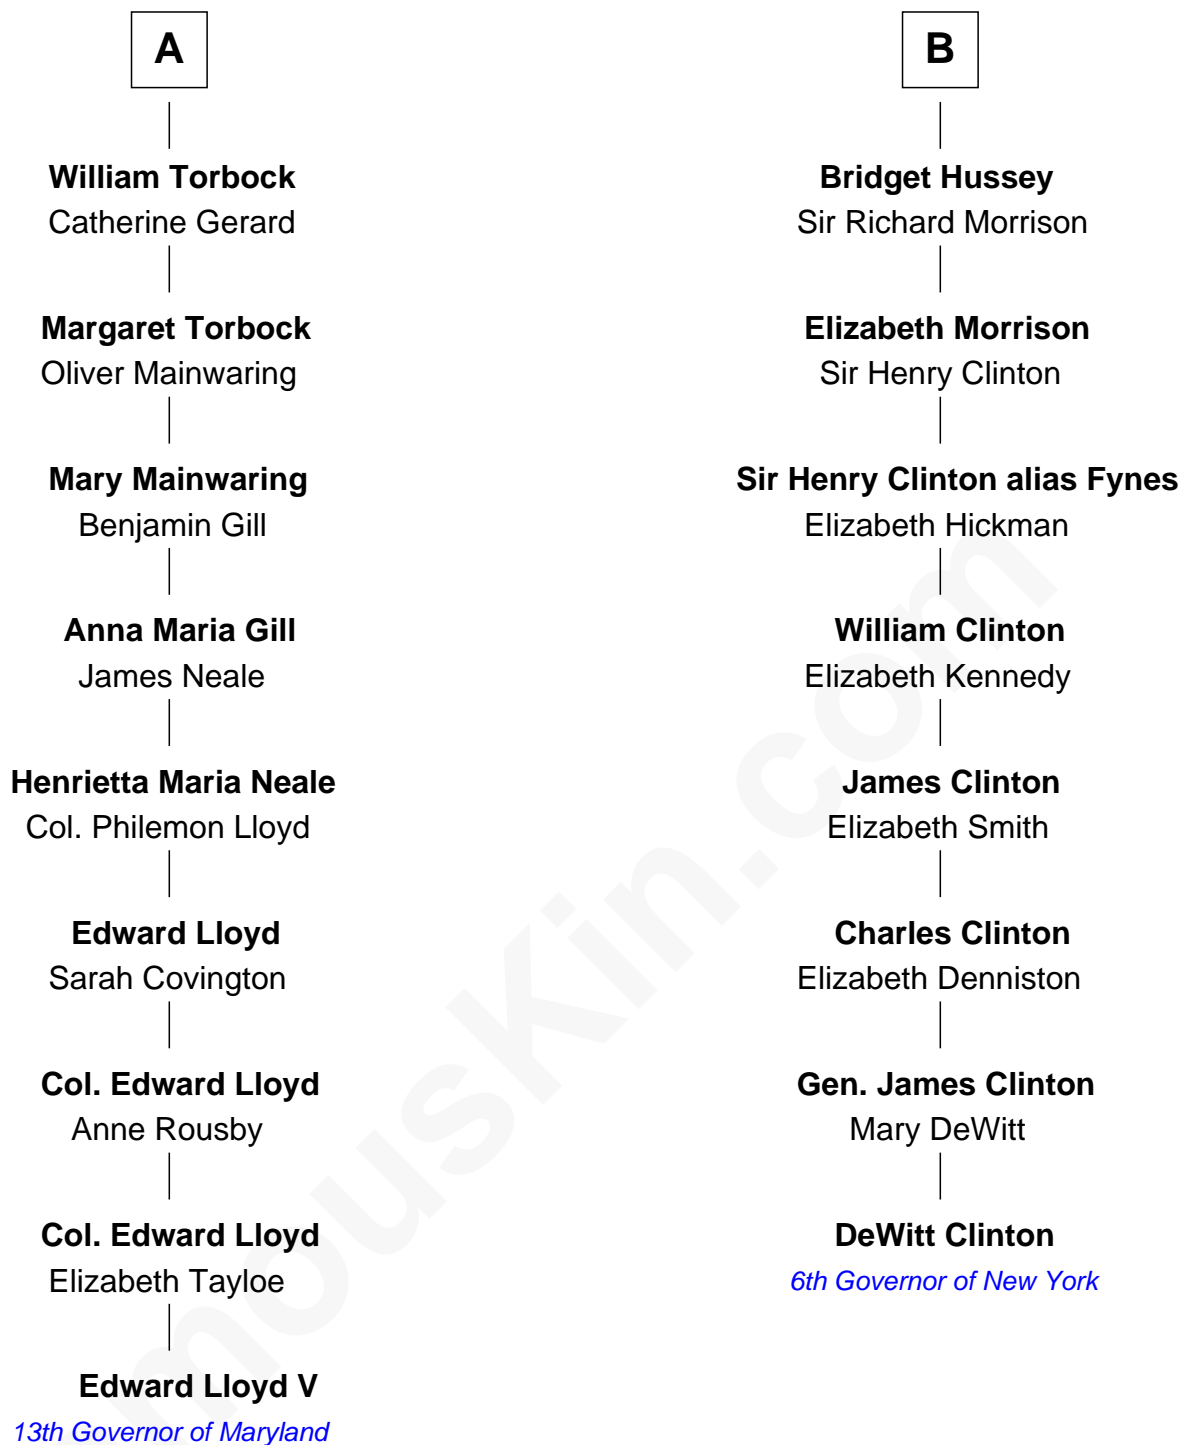 A
William Torbock
Catherine Gerard
Margaret Torbock
Oliver Mainwaring
Mary Mainwaring
Benjamin Gill
Anna Maria Gill
James Neale
Henrietta Maria Neale
Col. Philemon Lloyd
Edward Lloyd
Sarah Covington
Col. Edward Lloyd
Anne Rousby
Col. Edward Lloyd
Elizabeth Tayloe
Edward Lloyd V
13th Governor of Maryland
B
Bridget Hussey
Sir Richard Morrison
Elizabeth Morrison
Sir Henry Clinton
Sir Henry Clinton alias Fynes
Elizabeth Hickman
William Clinton
Elizabeth Kennedy
James Clinton
Elizabeth Smith
Charles Clinton
Elizabeth Denniston
Gen. James Clinton
Mary DeWitt
DeWitt Clinton
6th Governor of New York
mousKin.com